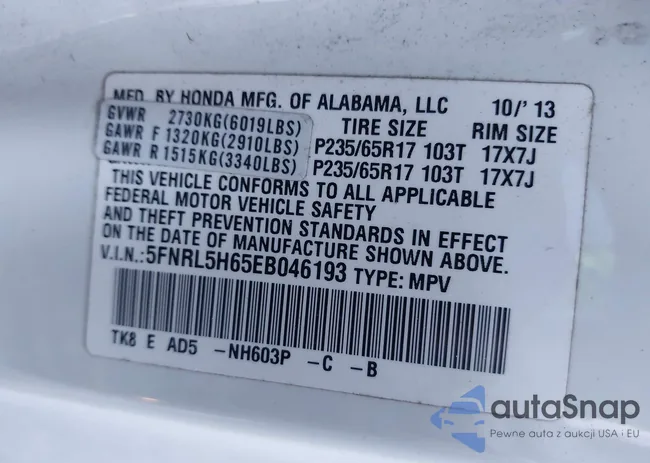 MFD. BY HONDA MFG. OF ALABAMA, LLC 10/'13
GVWR 2730KG(6019LBS) TIRE SIZE RIM SIZE
GAWR F 1320KG(2910LBS) P235/65R17 103T 17X7J
GAWR R 1515KG(3340LBS) P235/65R17 103T 17X7J
THIS VEHICLE CONFORMS TO ALL APPLICABLE
FEDERAL MOTOR VEHICLE SAFETY
AND THEFT PREVENTION STANDARDS IN EFFECT
ON THE DATE OF MANUFACTURE SHOWN ABOVE.
V.I.N.:5FNRL5H65EB046193 TYPE: MPV
TK8 E AD5 -NH603P -C -B
autaSnap
Pewne auta z aukcji USA i EU